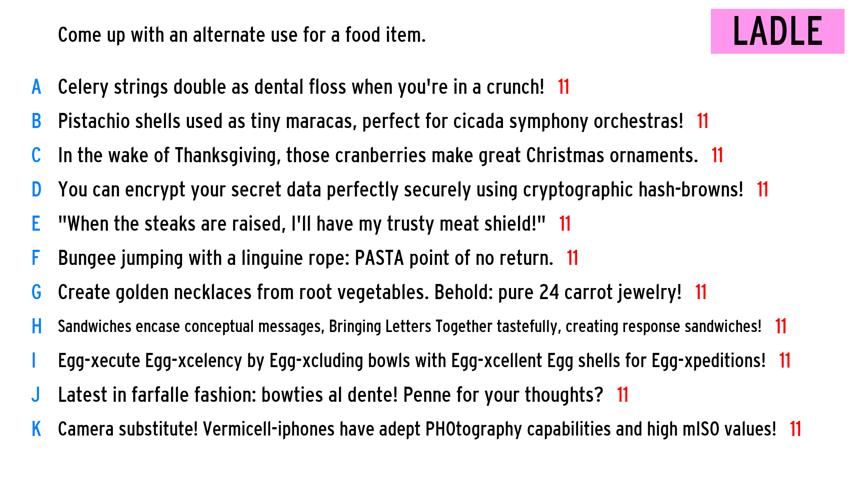 Come up with an alternate use for a food item.
LADLE
A Celery strings double as dental floss when you're in a crunch! 11
B Pistachio shells used as tiny maracas, perfect for cicada symphony orchestras! 11
C In the wake of Thanksgiving, those cranberries make great Christmas ornaments. 11
D You can encrypt your secret data perfectly securely using cryptographic hash-browns! 11
E "When the steaks are raised, I'll have my trusty meat shield!" 11
F Bungee jumping with a linguine rope: PASTA point of no return. 11
G Create golden necklaces from root vegetables. Behold: pure 24 carrot jewelry! 11
H Sandwiches encase conceptual messages, Bringing Letters Together tastefully, creating response sandwiches! 11
I Egg-xecute Egg-xcelency by Egg-xcluding bowls with Egg-xcellent Egg shells for Egg-xpeditions! 11
J Latest in farfalle fashion: bowties al dente! Penne for your thoughts? 11
K Camera substitute! Vermicell-iphones have adept PHOtography capabilities and high mISO values! 11